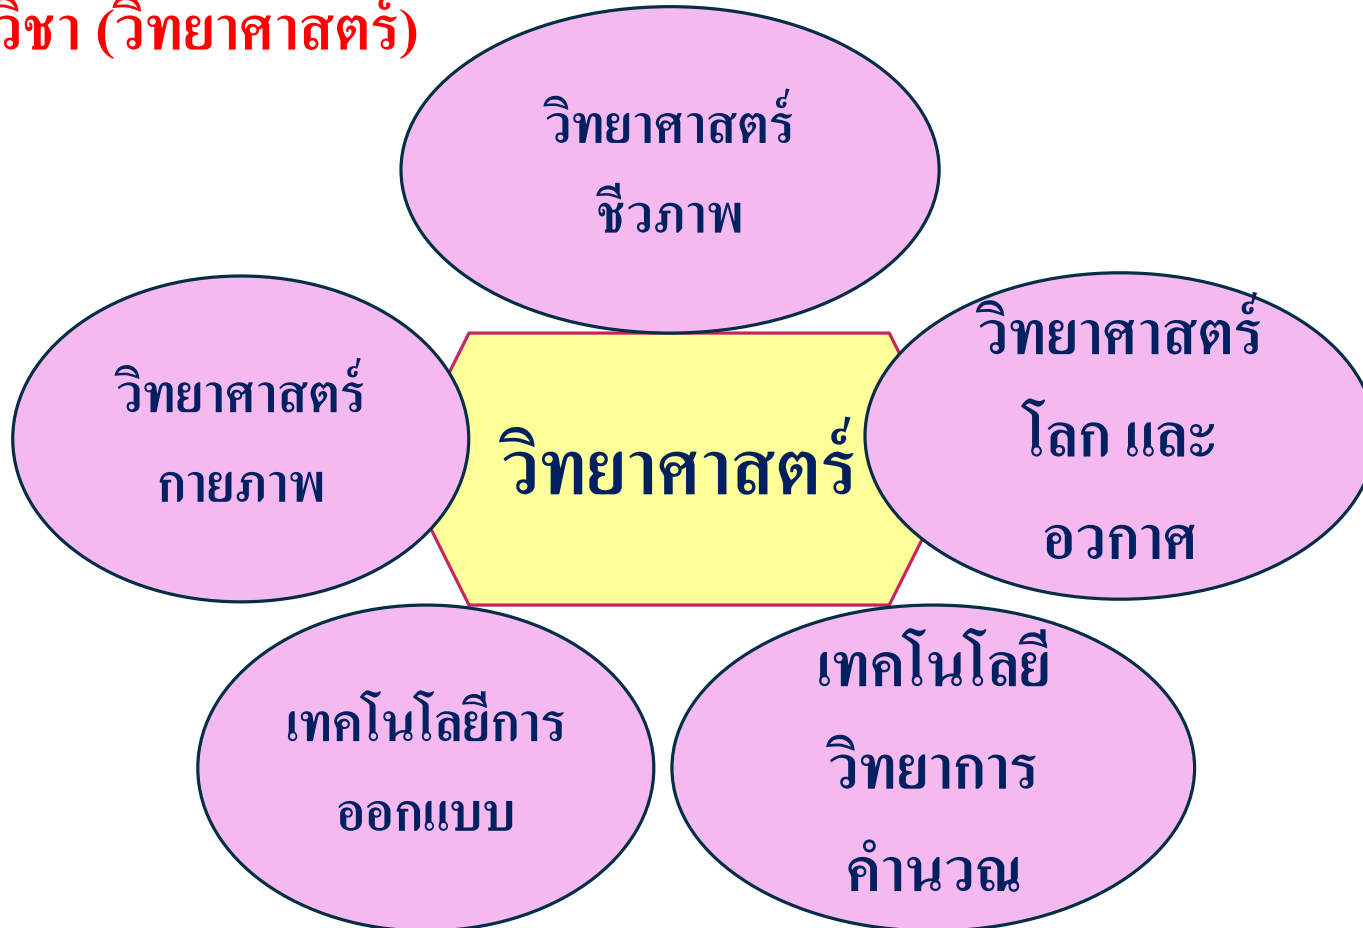 วิชา (วิทยาศาสตร์)
วิทยาศาสตร์
ชีวภาพ
วิทยาศาสตร์
กายภาพ
วิทยาศาสตร์
วิทยาศาสตร์
โลก และ
อวกาศ
เทคโนโลยีการ
ออกแบบ
เทคโนโลยี
วิทยาการ
คำนวณ